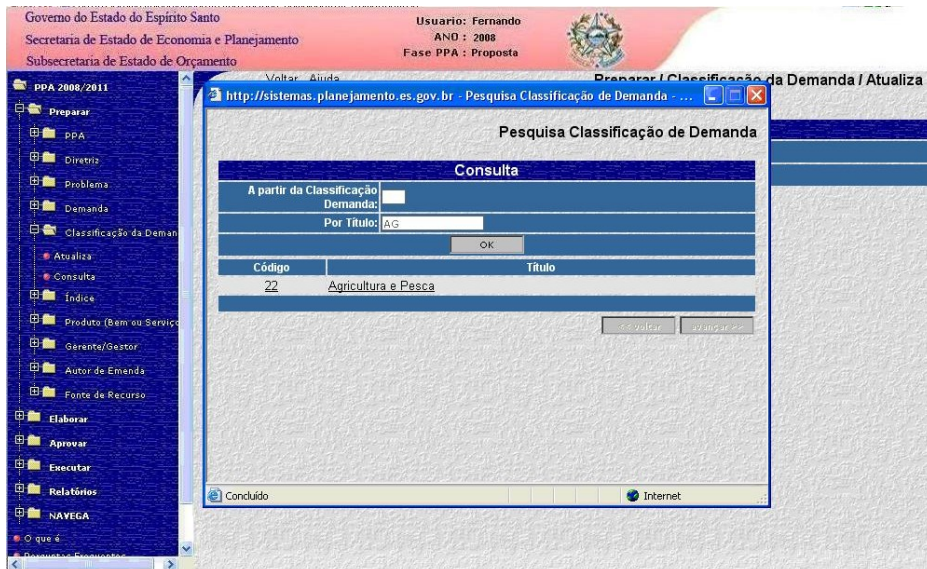 Governo do Estado do Espírito Santo
Secretaria de Estado de Economia e Planejamento
Subsecretaria de Estado de Orçamento
Usuario: Fernando
ANO : 2008
Fase PPA : Proposta
Voltar Ajuda
Preparar / Classificação da Demanda / Atualiza
PPA 2008/2011
Preparar
PPA
Diretriz
Problema
Demanda
Classificação da Deman
Atualiza
Consulta
Índice
Produto (Bem ou Serviço
Gerente/Gestor
Autor de Emenda
Fonte de Recurso
Elaborar
Aprovar
Executar
Relatórios
NAVEGA
O que é
Perguntas Frequentes
http://sistemas.planejamento.es.gov.br - Pesquisa Classificação de Demanda - ...
Pesquisa Classificação de Demanda
Consulta
A partir da Classificação
Demanda:
Por Título: AG
OK
Código Título
22 Agricultura e Pesca
<< voltar avançar >>
Concluído Internet